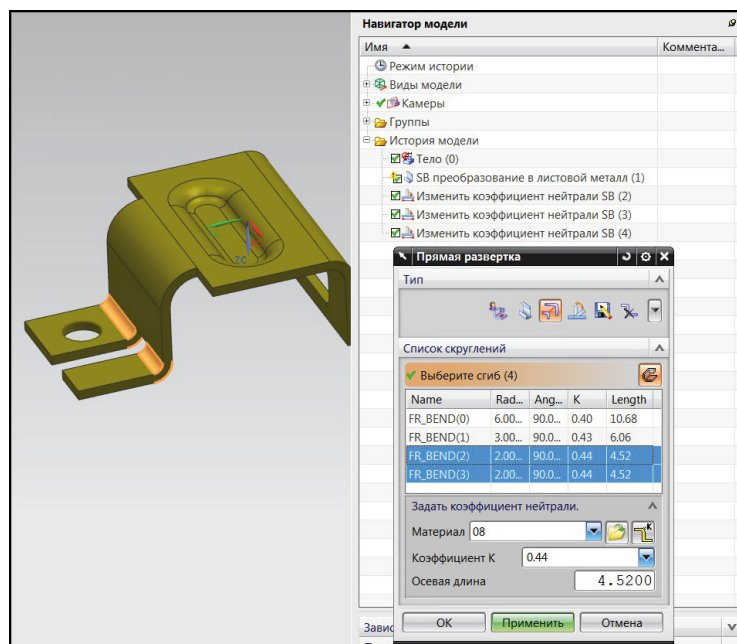 Навигатор модели
Имя Коммента...
Режим истории
Виды модели
Камеры
Группы
История модели
Тело (0)
SB преобразование в листовой металл (1)
Изменить коэффициент нейтрали SB (2)
Изменить коэффициент нейтрали SB (3)
Изменить коэффициент нейтрали SB (4)
Прямая развертка
Тип
Список скруглений
Выберите сгиб (4)
Name Rad... Ang... K Length
FR_BEND(0) 6.00... 90.0... 0.40 10.68
FR_BEND(1) 3.00... 90.0... 0.43 6.06
FR_BEND(2) 2.00... 90.0... 0.44 4.52
FR_BEND(3) 2.00... 90.0... 0.44 4.52
Задать коэффициент нейтрали.
Материал 08
Коэффициент К 0.44
Осевая длина 4.5200
OK Применить Отмена
Завис
ZC